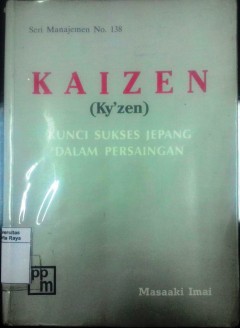 Seri Manajemen No. 138
KAIZEN
(Ky'zen)
KUNCI SUKSES JEPANG
DALAM PERSAINGAN
ppm
Masaaki Imai